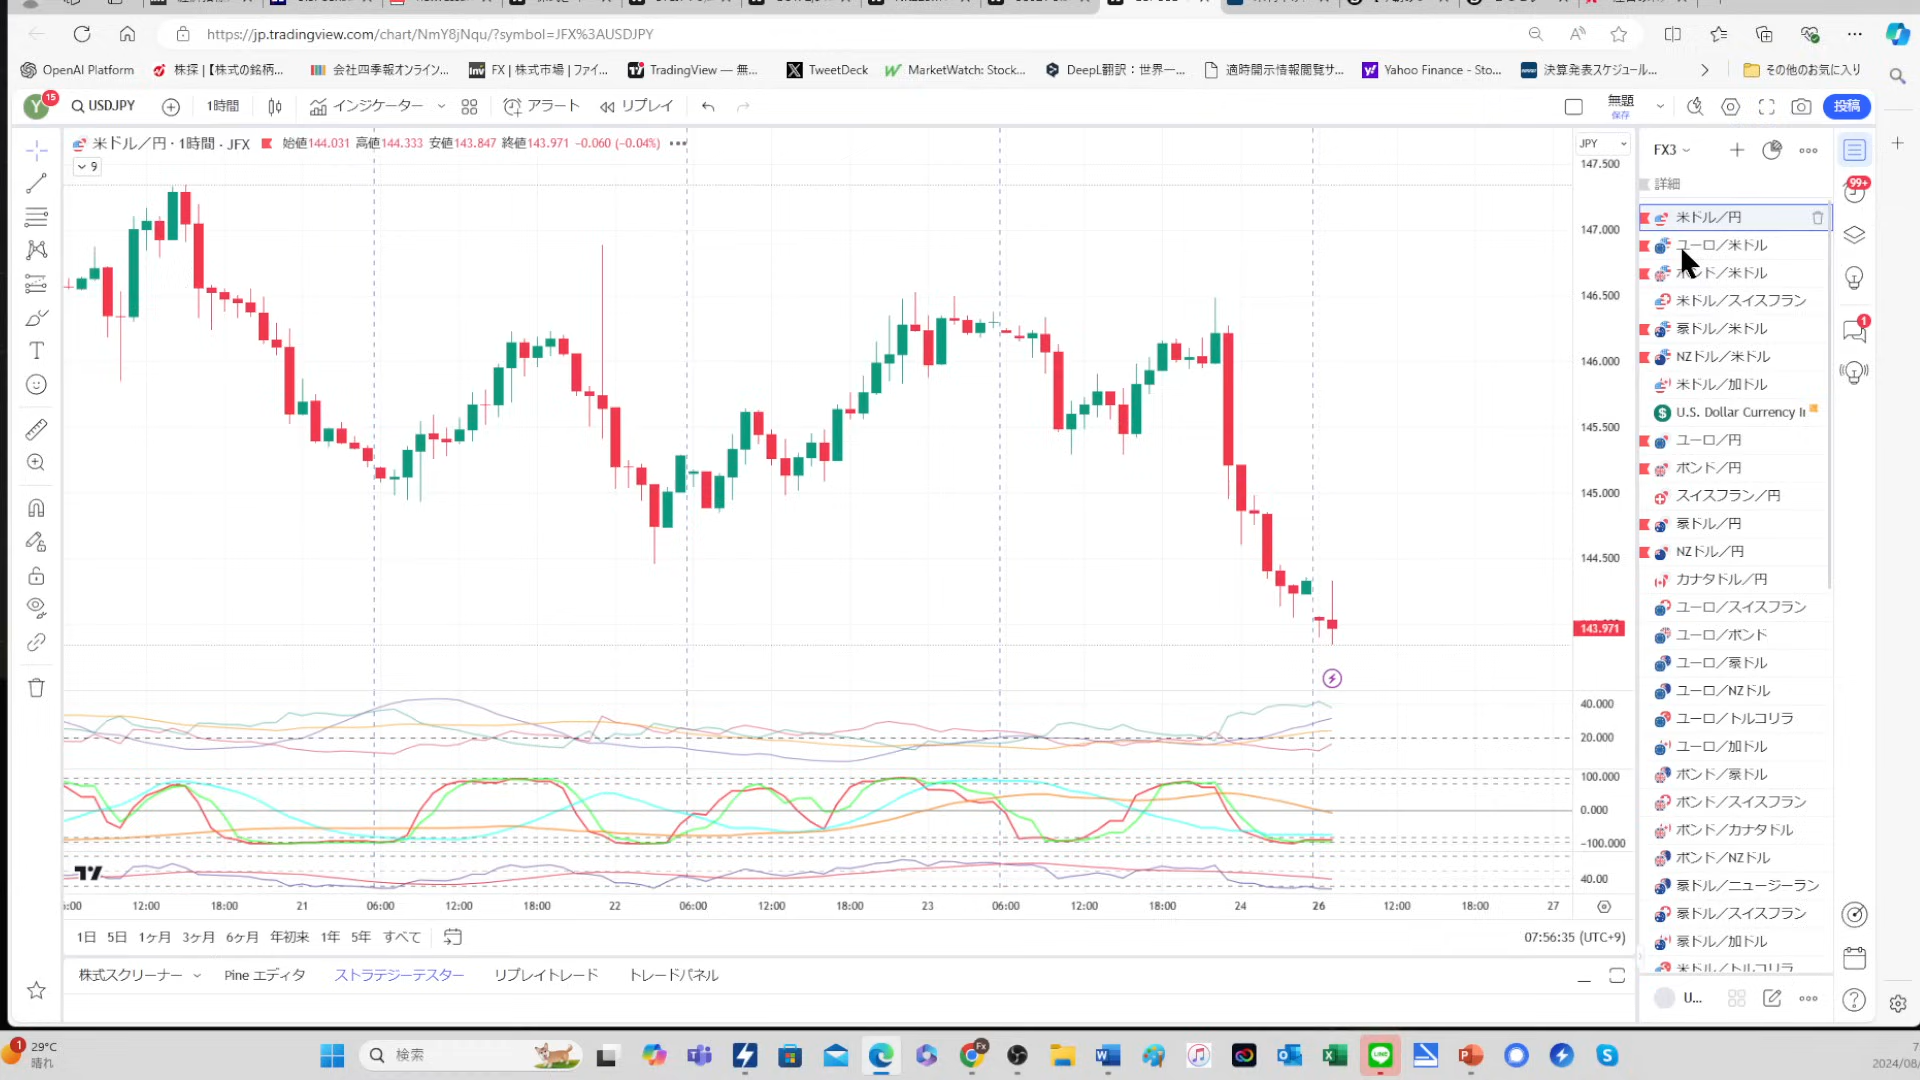 https://jp.tradingview.com/chart/NmY8jNqu/?symbol=JFX%3AUSDJPY
OpenAI Platform
株探 | 【株式の銘柄...
会社四季報オンライン...
FX | 株式市場 | ファイ...
TradingView — 無...
TweetDeck
MarketWatch: Stock...
DeepL翻訳：世界一...
適時開示情報閲覧サ...
Yahoo Finance - Sto...
決算発表スケジュール...
その他のお気に入り
Y
15
USDJPY
1時間
インジケーター
アラート
リプレイ
無題
保存
投稿
米ドル／円 · 1時間 · JFX
始値144.031 高値144.333 安値143.847 終値143.971 −0.060 (−0.04%)
9
JPY
147.500
147.000
146.500
146.000
145.500
145.000
144.500
143.971
40.000
20.000
100.000
0.000
−100.000
40.00
FX3
詳細
米ドル／円
ユーロ／米ドル
ンド／米ドル
米ドル／スイスフラン
豪ドル／米ドル
NZドル／米ドル
米ドル／加ドル
U.S. Dollar Currency
ユーロ／円
ポンド／円
スイスフラン／円
豪ドル／円
NZドル／円
カナダドル／円
ユーロ／スイスフラン
ユーロ／ポンド
ユーロ／豪ドル
ユーロ／NZドル
ユーロ／トルコリラ
ユーロ／加ドル
ポンド／豪ドル
ポンド／スイスフラン
ポンド／カナダドル
ポンド／NZドル
豪ドル／ニュージーラン
豪ドル／スイスフラン
豪ドル／加ドル
米ドル／トルコリラ
U...
99+
1
:00
12:00
18:00
21
06:00
12:00
18:00
22
06:00
12:00
18:00
23
06:00
12:00
18:00
24
26
12:00
18:00
27
1日 5日 1ヶ月 3ヶ月 6ヶ月 年初来 1年 5年 すべて
07:56:35 (UTC+9)
株式スクリーナー
Pine エディタ
ストラテジーテスター
リプレイトレード
トレードパネル
1
29°C
晴れ
検索
LINE
Fx
2024/08/